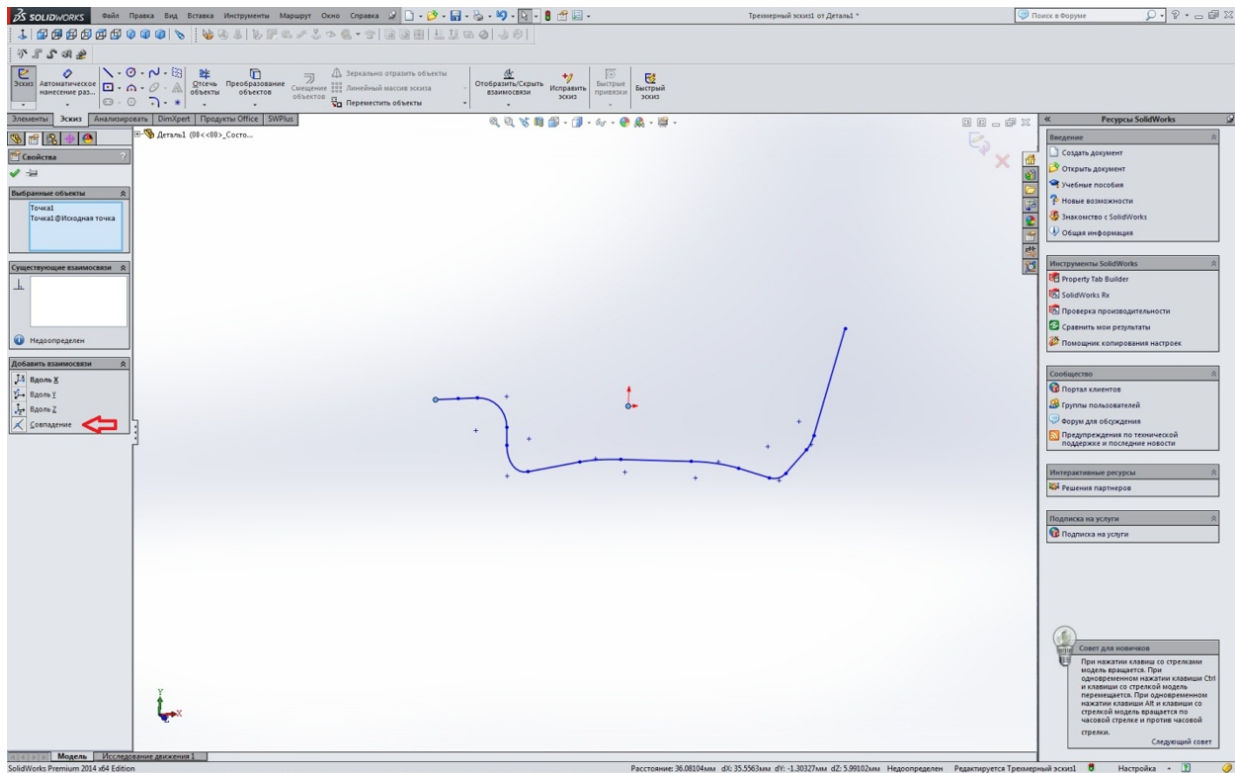 SOLIDWORKS Файл Правка Вид Вставка Инструменты Маршрут Окно Справка Трехмерный эскиз1 от Деталь1 * Поиск в Форуме
Эскиз
Автоматическое нанесение раз...
Отсечь объекты
Преобразование объектов
Смещение объектов
Зеркально отразить объекты
Линейный массив эскиза
Переместить объекты
Отобразить/Скрыть взаимосвязи
Исправить эскиз
Быстрые привязки
Быстрый эскиз
Элементы Эскиз Анализировать DimXpert Продукты Office SWPlus
Деталь1 (00<<00>_Состо...
Свойства ?
Выбранные объекты
Точка1
Точка1@Исходная точка
Существующие взаимосвязи
Недоопределен
Добавить взаимосвязи
Вдоль X
Вдоль Y
Вдоль Z
Совпадение
Y
X
Z
Ресурсы SolidWorks
Введение
Создать документ
Открыть документ
Учебные пособия
Новые возможности
Знакомство с SolidWorks
Общая информация
Инструменты SolidWorks
Property Tab Builder
SolidWorks Rx
Проверка производительности
Сравнить мои результаты
Помощник копирования настроек
Сообщество
Портал клиентов
Группы пользователей
Форум для обсуждения
Предупреждения по технической
поддержке и последние новости
Интерактивные ресурсы
Решения партнеров
Подписка на услуги
Подписка на услуги
Совет для новичков
При нажатии клавиш со стрелками
модель вращается. При
одновременном нажатии клавиши Ctrl
и клавиши со стрелкой модель
перемещается. При одновременном
нажатии клавиши Alt и клавиши со
стрелкой модель вращается по
часовой стрелке и против часовой
стрелки.
Следующий совет
Модель Исследование движения 1
SolidWorks Premium 2014 x64 Edition Расстояние: 36.08104мм dX: 35.5563мм dY: -1.30327мм dZ: 5.99102мм Недоопределен Редактируется Трехмерный эскиз1 Настройка